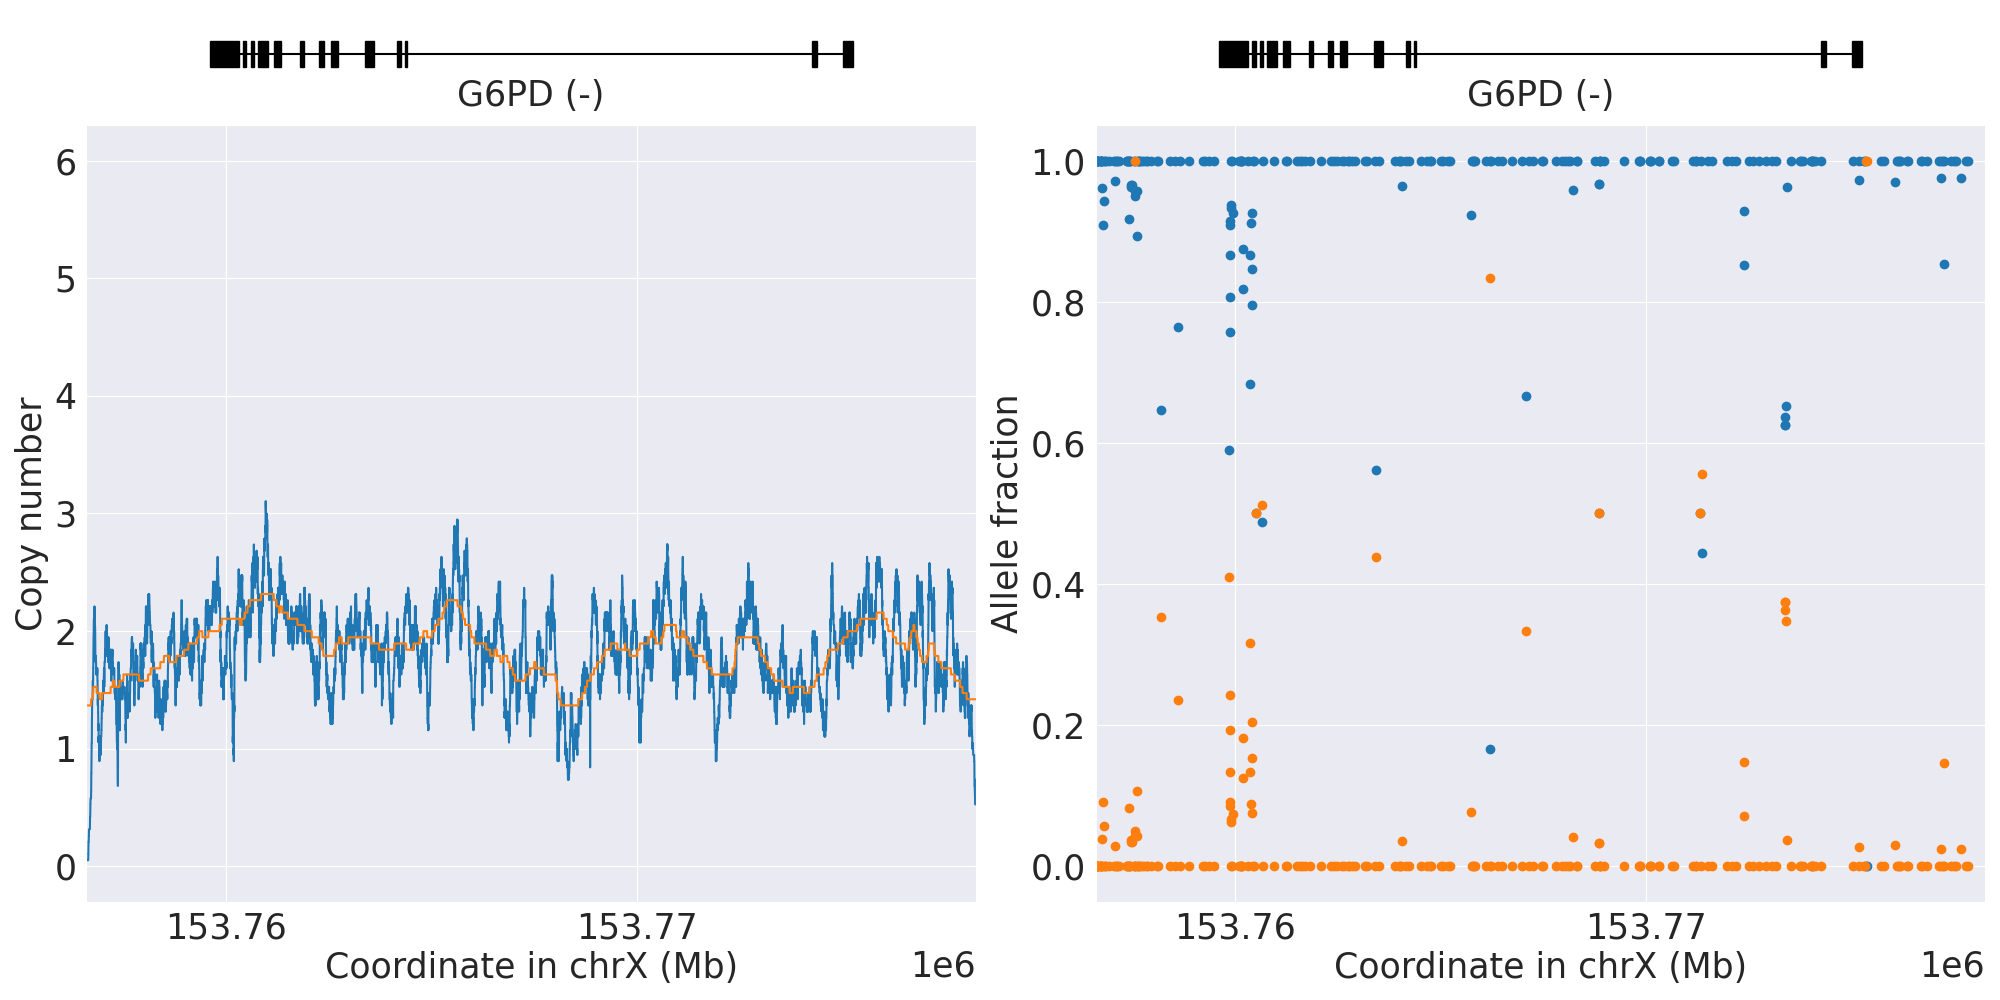 G6PD (-)
G6PD (-)
Copy number
6
5
4
3
2
1
0
153.76
153.77
Coordinate in chrX (Mb)
1e6
Allele fraction
1.0
0.8
0.6
0.4
0.2
0.0
153.76
153.77
Coordinate in chrX (Mb)
1e6